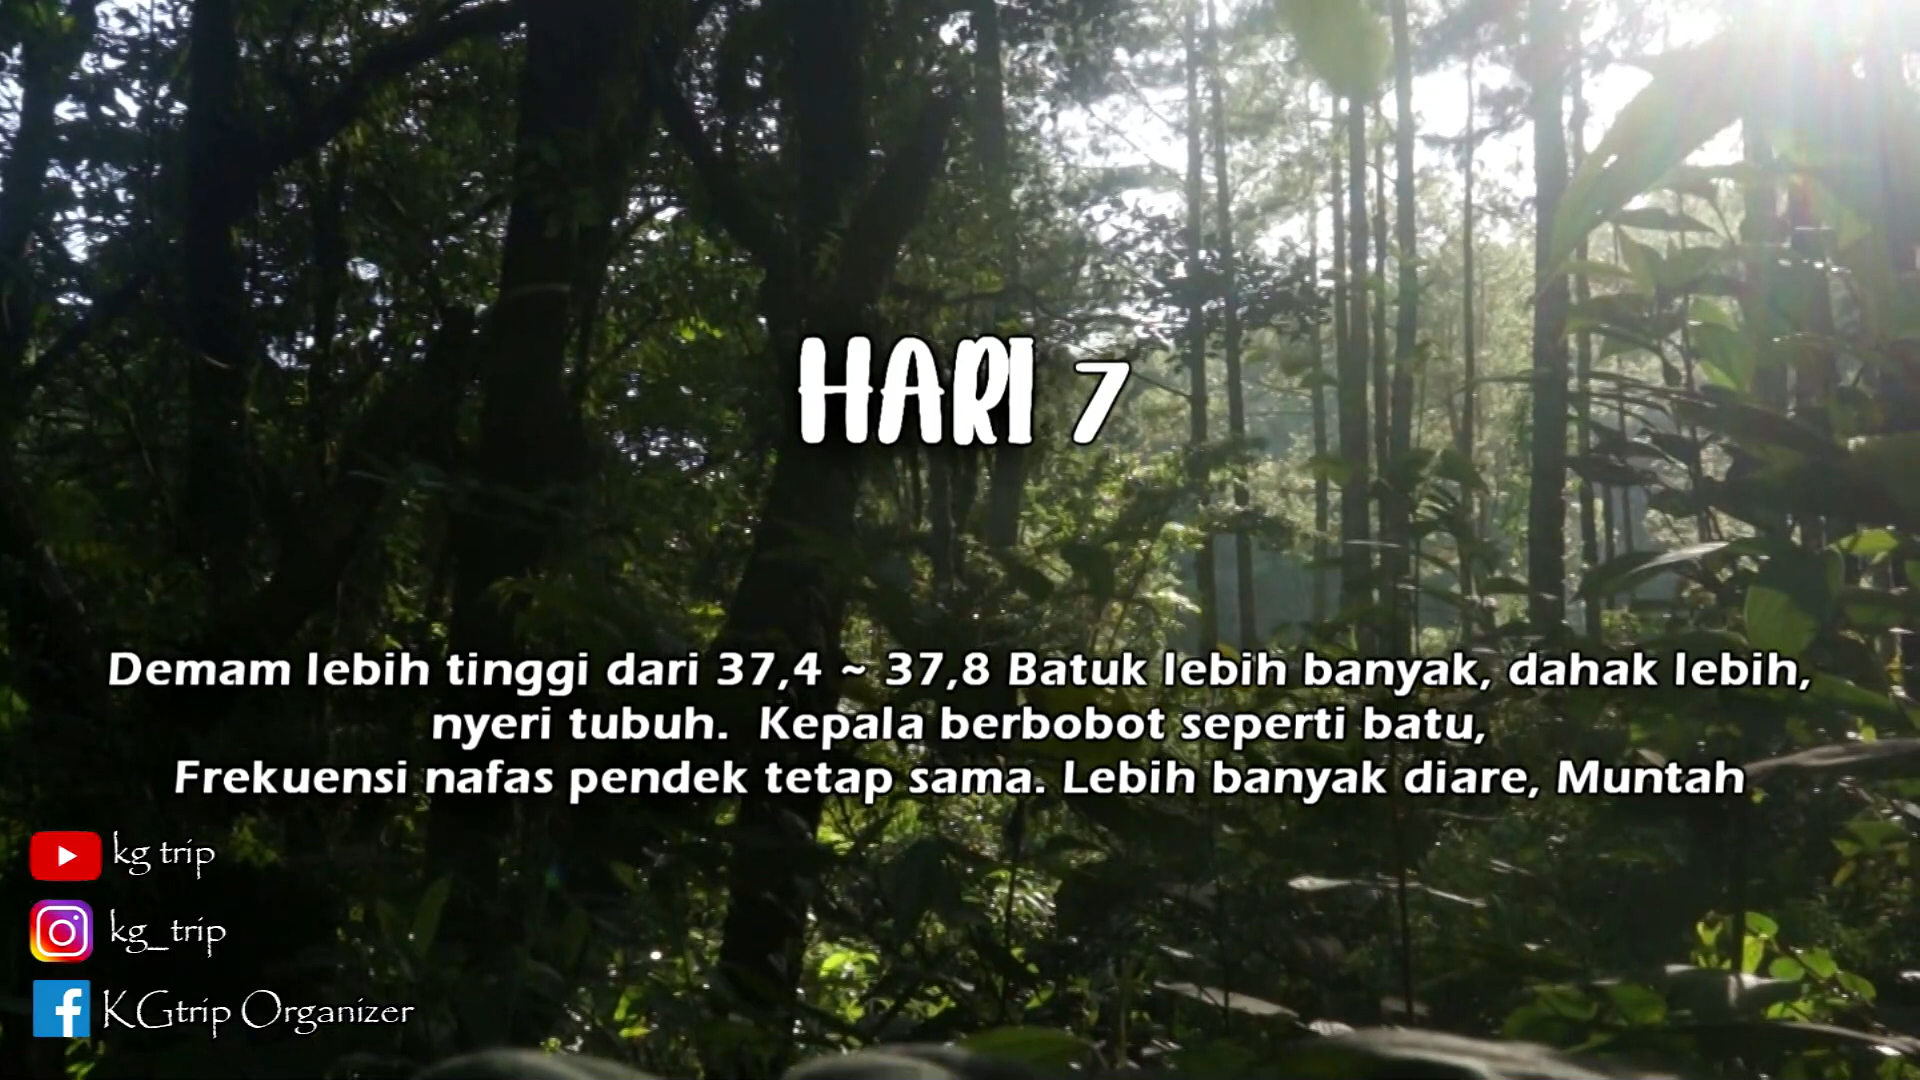 HARI 7
Demam lebih tinggi dari 37,4 ~ 37,8 Batuk lebih banyak, dahak lebih,
nyeri tubuh. Kepala berbobot seperti batu,
Frekuensi nafas pendek tetap sama. Lebih banyak diare, Muntah
kg trip
kg_trip
KGtrip Organizer